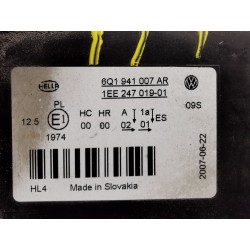 HELLA
6Q1 941 007 AR
1EE 247 019-01
09S
PL HC HR A 1a
12.5 E1 00 00 02 01 ES
1974
2007-06-22
HL4 Made in Slovakia